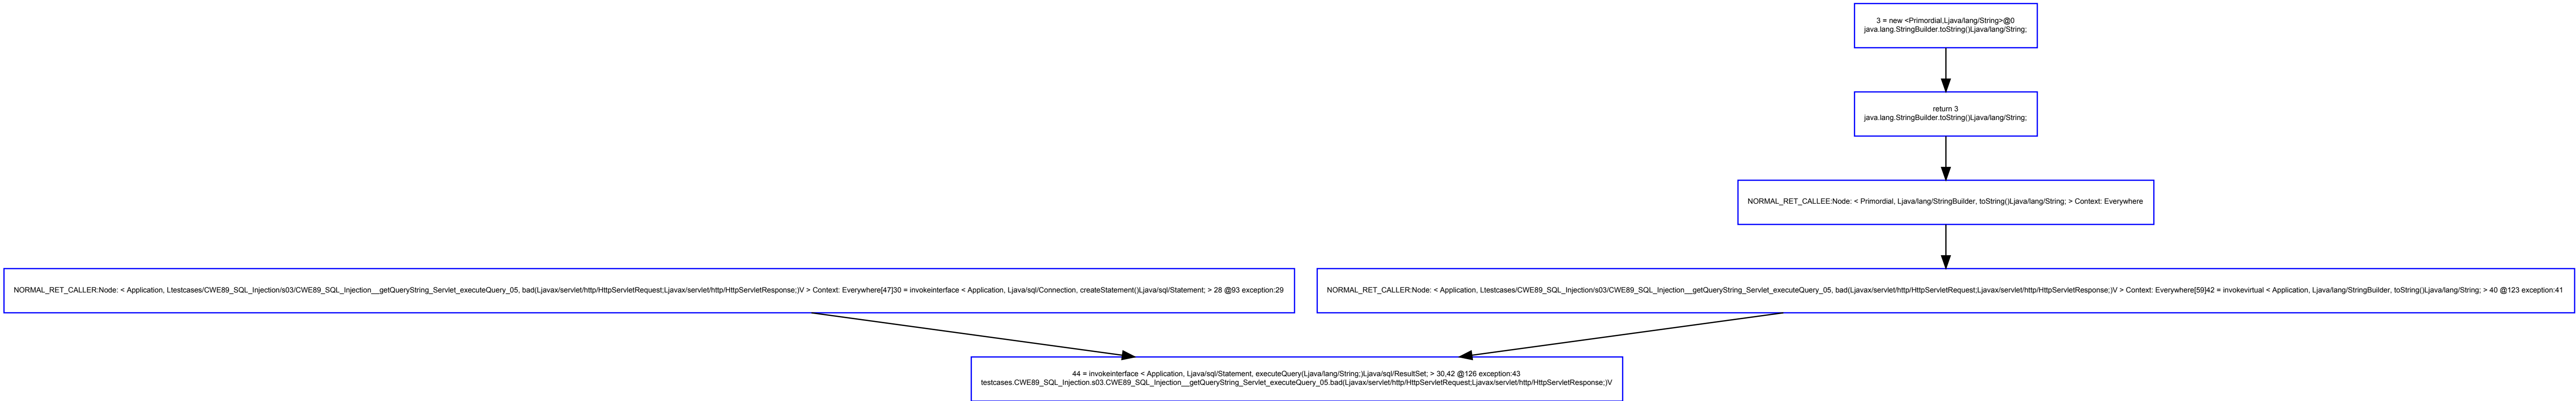 3 = new <Primordial,Ljava/lang/String>@0
java.lang.StringBuilder.toString()Ljava/lang/String;
return 3
java.lang.StringBuilder.toString()Ljava/lang/String;
NORMAL_RET_CALLEE:Node: < Primordial, Ljava/lang/StringBuilder, toString()Ljava/lang/String; > Context: Everywhere
NORMAL_RET_CALLER:Node: < Application, Ltestcases/CWE89_SQL_Injection/s03/CWE89_SQL_Injection__getQueryString_Servlet_executeQuery_05, bad(Ljavax/servlet/http/HttpServletRequest;Ljavax/servlet/http/HttpServletResponse;)V > Context: Everywhere[47]30 = invokeinterface < Application, Ljava/sql/Connection, createStatement()Ljava/sql/Statement; > 28 @93 exception:29
NORMAL_RET_CALLER:Node: < Application, Ltestcases/CWE89_SQL_Injection/s03/CWE89_SQL_Injection__getQueryString_Servlet_executeQuery_05, bad(Ljavax/servlet/http/HttpServletRequest;Ljavax/servlet/http/HttpServletResponse;)V > Context: Everywhere[59]42 = invokevirtual < Application, Ljava/lang/StringBuilder, toString()Ljava/lang/String; > 40 @123 exception:41
44 = invokeinterface < Application, Ljava/sql/Statement, executeQuery(Ljava/lang/String;)Ljava/sql/ResultSet; > 30,42 @126 exception:43
testcases.CWE89_SQL_Injection.s03.CWE89_SQL_Injection__getQueryString_Servlet_executeQuery_05.bad(Ljavax/servlet/http/HttpServletRequest;Ljavax/servlet/http/HttpServletResponse;)V